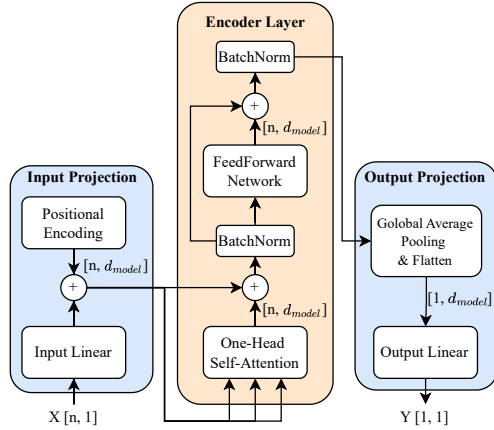 Encoder Layer
BatchNorm
+
[n, d_model]
FeedForward
Network
BatchNorm
+
[n, d_model]
One-Head
Self-Attention
Input Projection
Positional
Encoding
[n, d_model]
+
Input Linear
X [n, 1]
Output Projection
Golobal Average
Pooling
& Flatten
[1, d_model]
Output Linear
Y [1, 1]